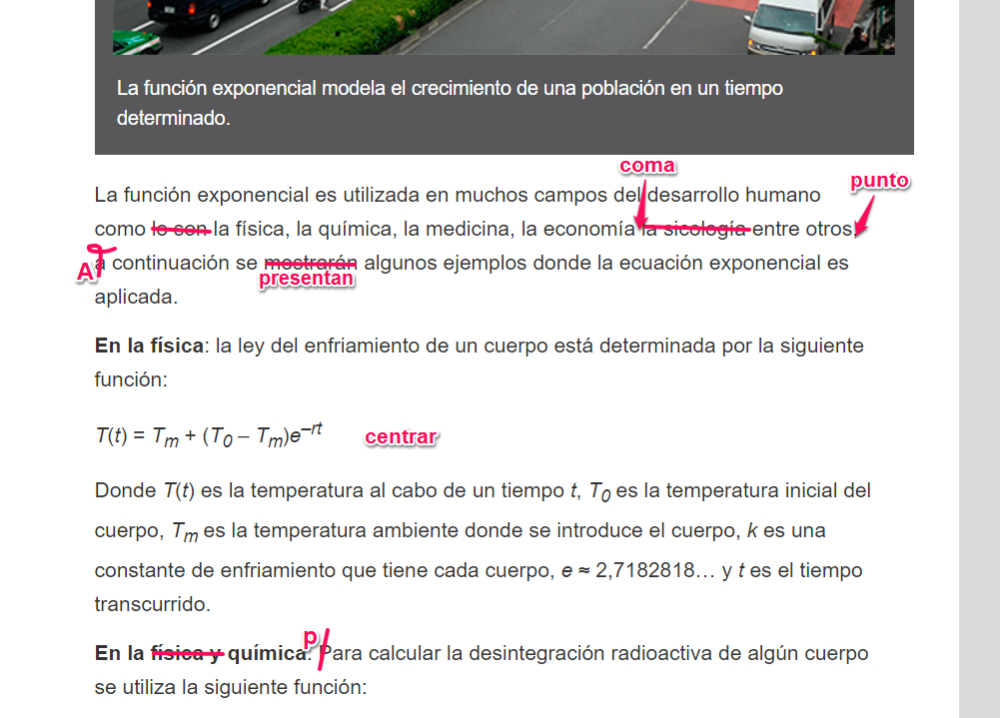 La función exponencial modela el crecimiento de una población en un tiempo
determinado.
coma
punto
La función exponencial es utilizada en muchos campos del desarrollo humano
como lo son la física, la química, la medicina, la economía la sicología entre otros,
A
a continuación se mostrarán algunos ejemplos donde la ecuación exponencial es
presentan
aplicada.
En la física: la ley del enfriamiento de un cuerpo está determinada por la siguiente
función:
T(t) = Tₘ + (T₀ – Tₘ)e⁻ʳᵗ centrar
Donde T(t) es la temperatura al cabo de un tiempo t, T₀ es la temperatura inicial del
cuerpo, Tₘ es la temperatura ambiente donde se introduce el cuerpo, k es una
constante de enfriamiento que tiene cada cuerpo, e ≈ 2,7182818… y t es el tiempo
transcurrido.
p
En la física y química: Para calcular la desintegración radioactiva de algún cuerpo
se utiliza la siguiente función: